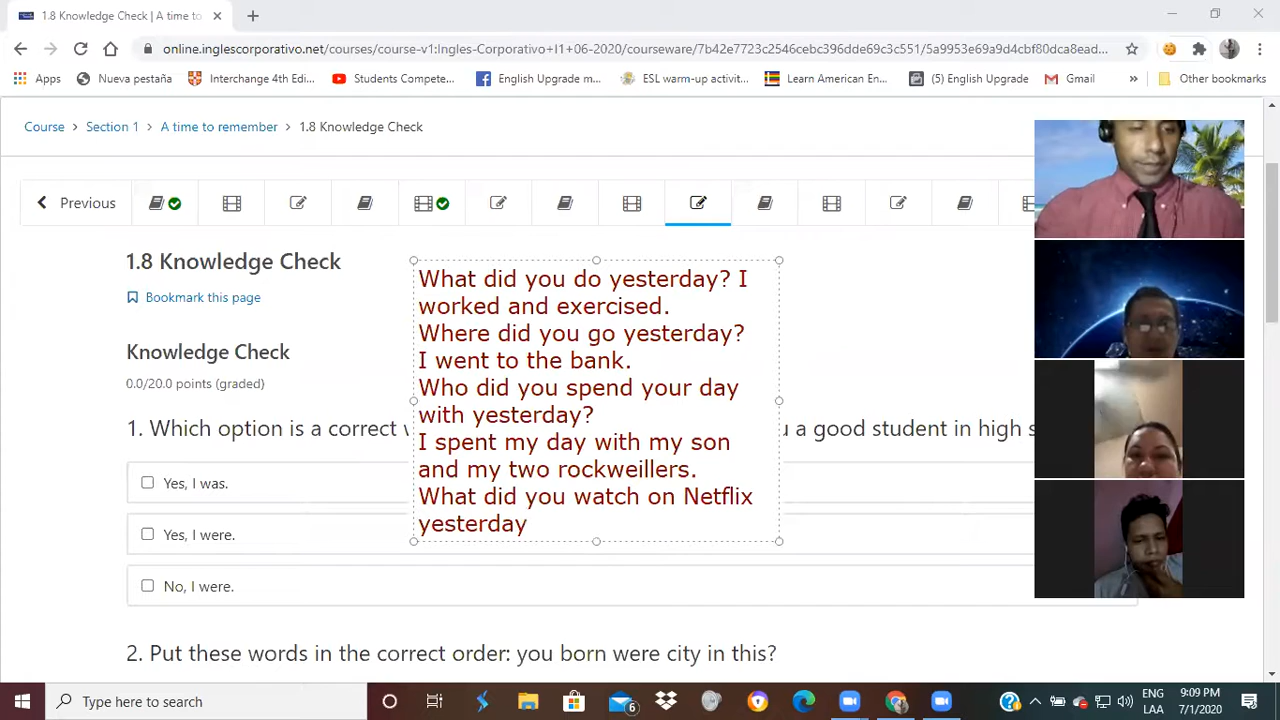 1.8 Knowledge Check | A time to
online.inglescorporativo.net/courses/course-v1:Ingles-Corporativo+I1+06-2020/courseware/7b42e7723c2546cebc396dde69c3c551/5a9953e69a9d4cbf80dca8ead...
Apps Nueva pestaña Interchange 4th Edi... Students Compete... English Upgrade m... ESL warm-up activit... Learn American En... (5) English Upgrade Gmail » Other bookmarks
Course > Section 1 > A time to remember > 1.8 Knowledge Check
Previous
1.8 Knowledge Check
Bookmark this page
Knowledge Check
0.0/20.0 points (graded)
What did you do yesterday? I
worked and exercised.
Where did you go yesterday?
I went to the bank.
Who did you spend your day
with yesterday?
I spent my day with my son
and my two rockweillers.
What did you watch on Netflix
yesterday
1. Which option is a correct a good student in high
Yes, I was.
Yes, I were.
No, I were.
2. Put these words in the correct order: you born were city in this?
Type here to search
6
ENG
LAA
9:09 PM
7/1/2020